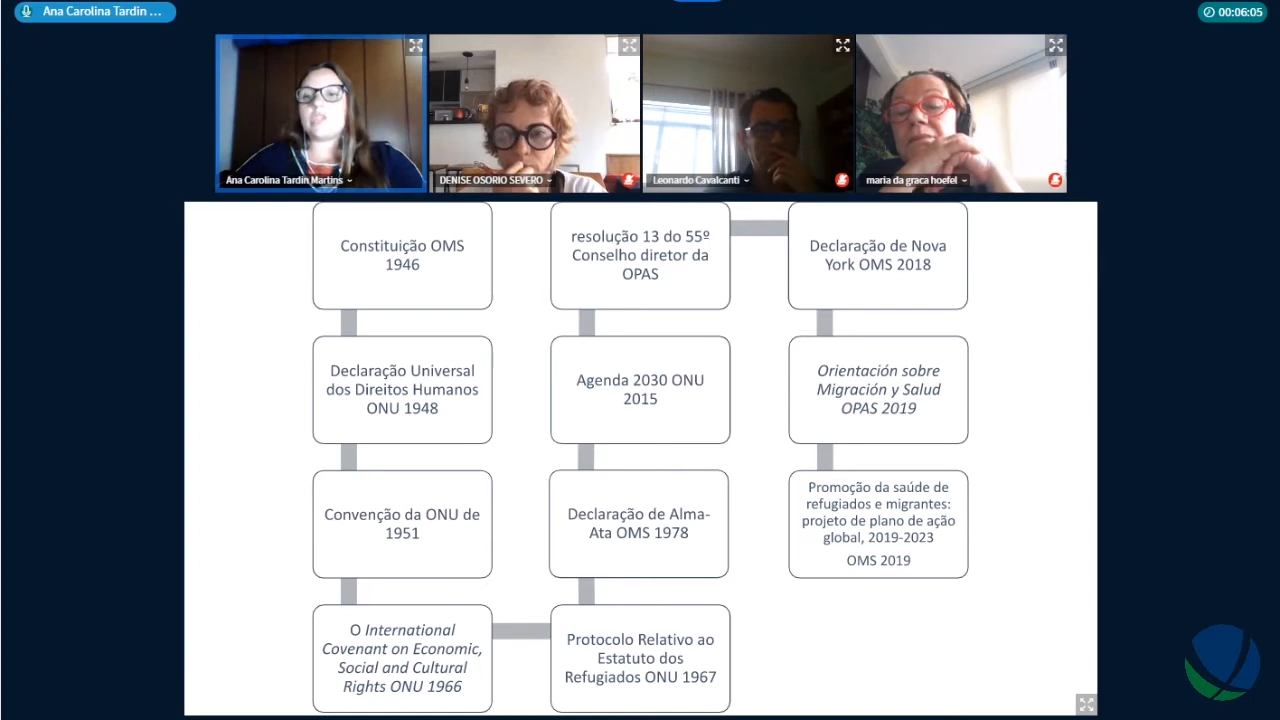 Ana Carolina Tardin ...
00:06:05
Ana Carolina Tardin Martins
DENISE OSORIO SEVERO
Leonardo Cavalcanti
maria da graca hoefel
Constituição OMS
1946
Declaração Universal
dos Direitos Humanos
ONU 1948
Convenção da ONU de
1951
O International
Covenant on Economic,
Social and Cultural
Rights ONU 1966
Protocolo Relativo ao
Estatuto dos
Refugiados ONU 1967
Declaração de Alma-
Ata OMS 1978
Agenda 2030 ONU
2015
resolução 13 do 55º
Conselho diretor da
OPAS
Declaração de Nova
York OMS 2018
Orientación sobre
Migración y Salud
OPAS 2019
Promoção da saúde de
refugiados e migrantes:
projeto de plano de ação
global, 2019-2023
OMS 2019